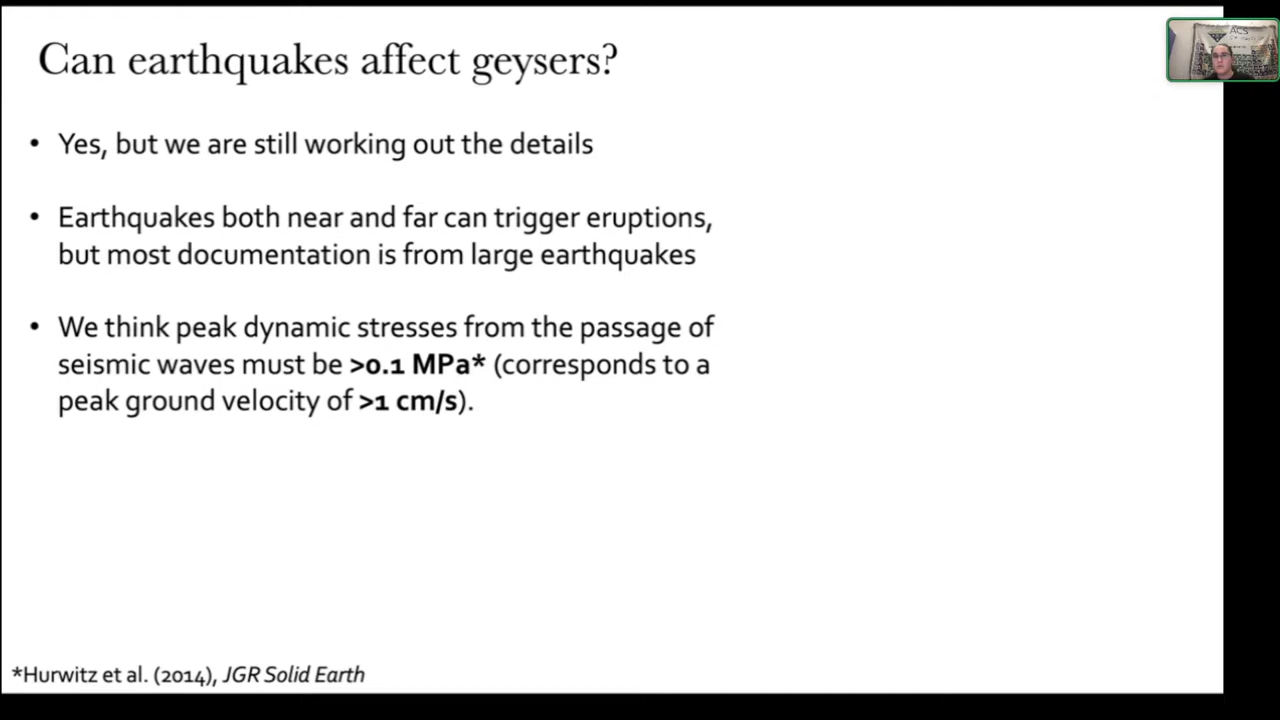 Can earthquakes affect geysers?
• Yes, but we are still working out the details
• Earthquakes both near and far can trigger eruptions,
but most documentation is from large earthquakes
• We think peak dynamic stresses from the passage of
seismic waves must be >0.1 MPa* (corresponds to a
peak ground velocity of >1 cm/s).
*Hurwitz et al. (2014), JGR Solid Earth
ACS